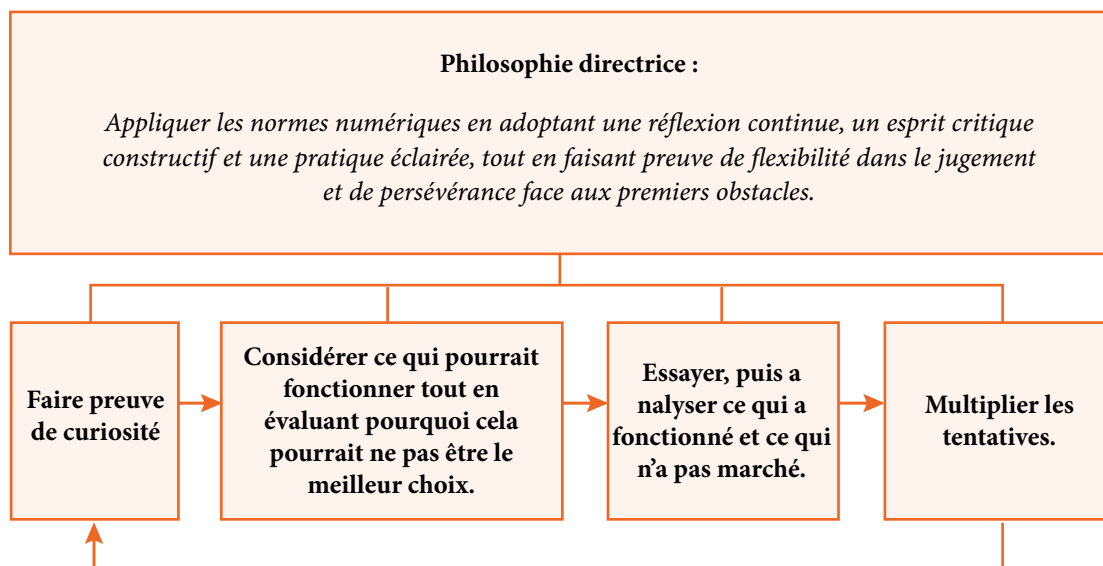 Philosophie directrice :
Appliquer les normes numériques en adoptant une réflexion continue, un esprit critique
constructif et une pratique éclairée, tout en faisant preuve de flexibilité dans le jugement
et de persévérance face aux premiers obstacles.
Faire preuve
de curiosité
Considérer ce qui pourrait
fonctionner tout en
évaluant pourquoi cela
pourrait ne pas être le
meilleur choix.
Essayer, puis a
nalyser ce qui a
fonctionné et ce qui
n'a pas marché.
Multiplier les
tentatives.